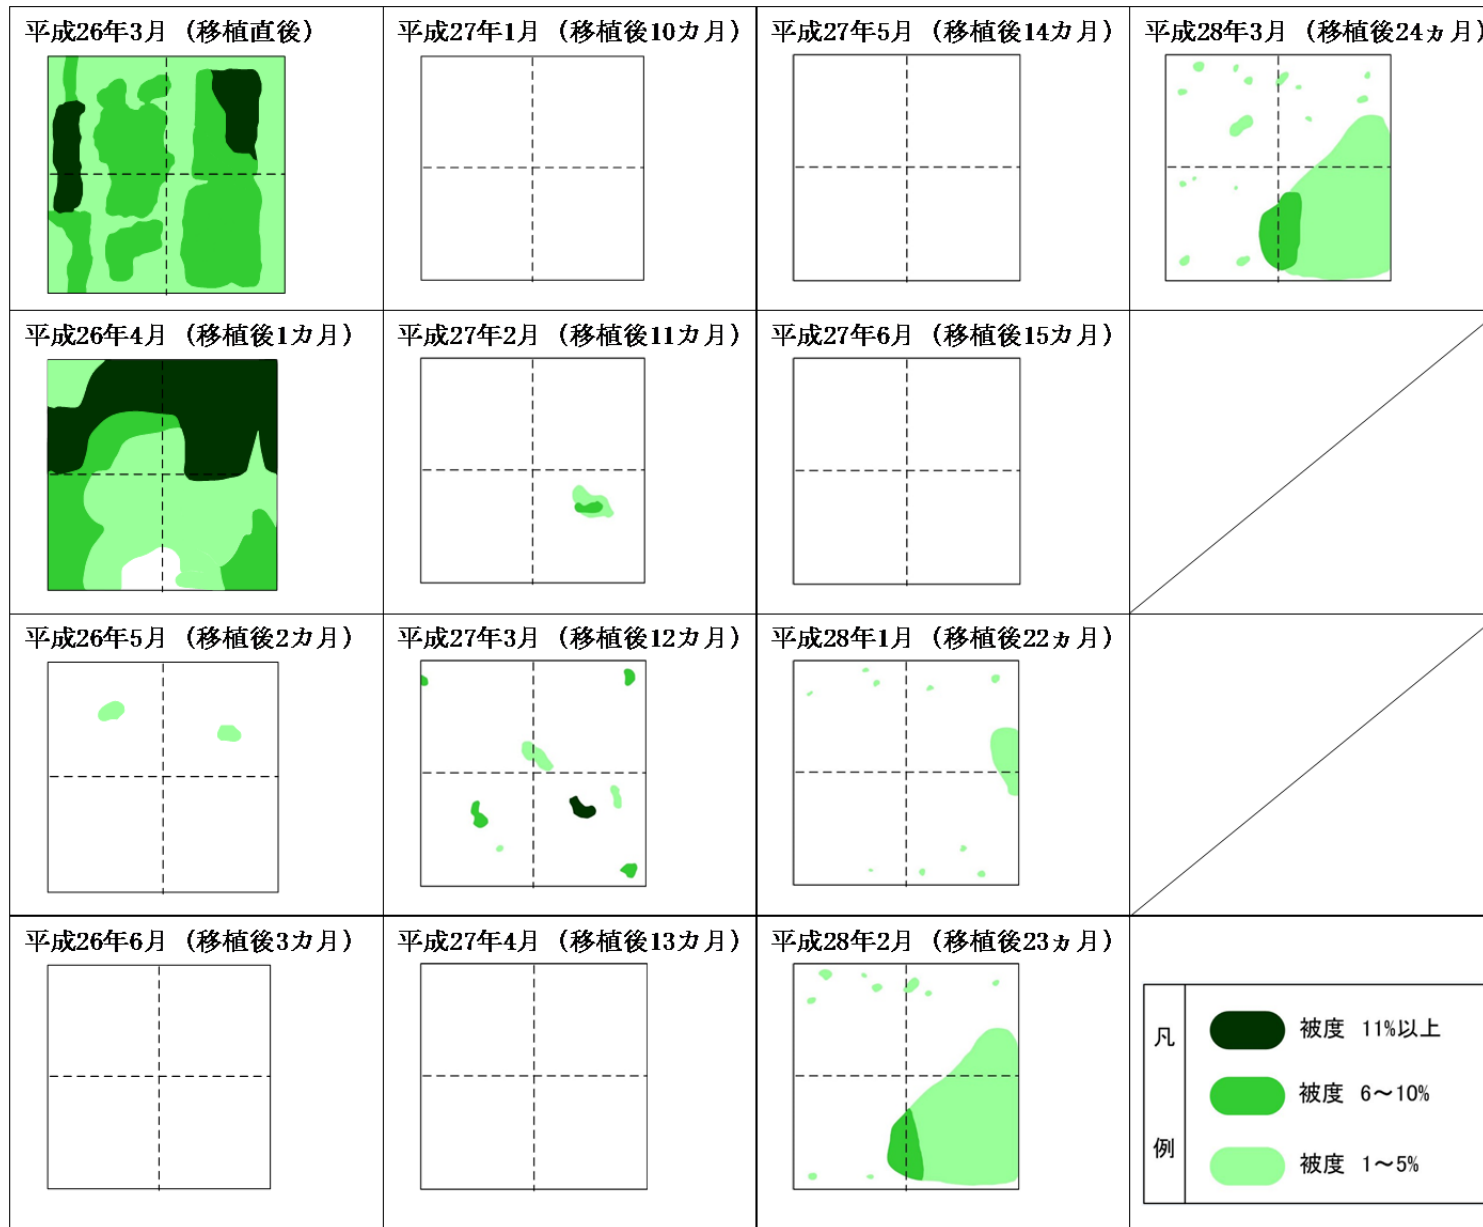 平成26年3月（移植直後）
平成27年1月（移植後10カ月）
平成27年5月（移植後14カ月）
平成28年3月（移植後24ヵ月）
平成26年4月（移植後1カ月）
平成27年2月（移植後11カ月）
平成27年6月（移植後15カ月）
平成26年5月（移植後2カ月）
平成27年3月（移植後12カ月）
平成28年1月（移植後22ヵ月）
平成26年6月（移植後3カ月）
平成27年4月（移植後13カ月）
平成28年2月（移植後23ヵ月）
凡例
被度 11%以上
被度 6～10%
被度 1～5%